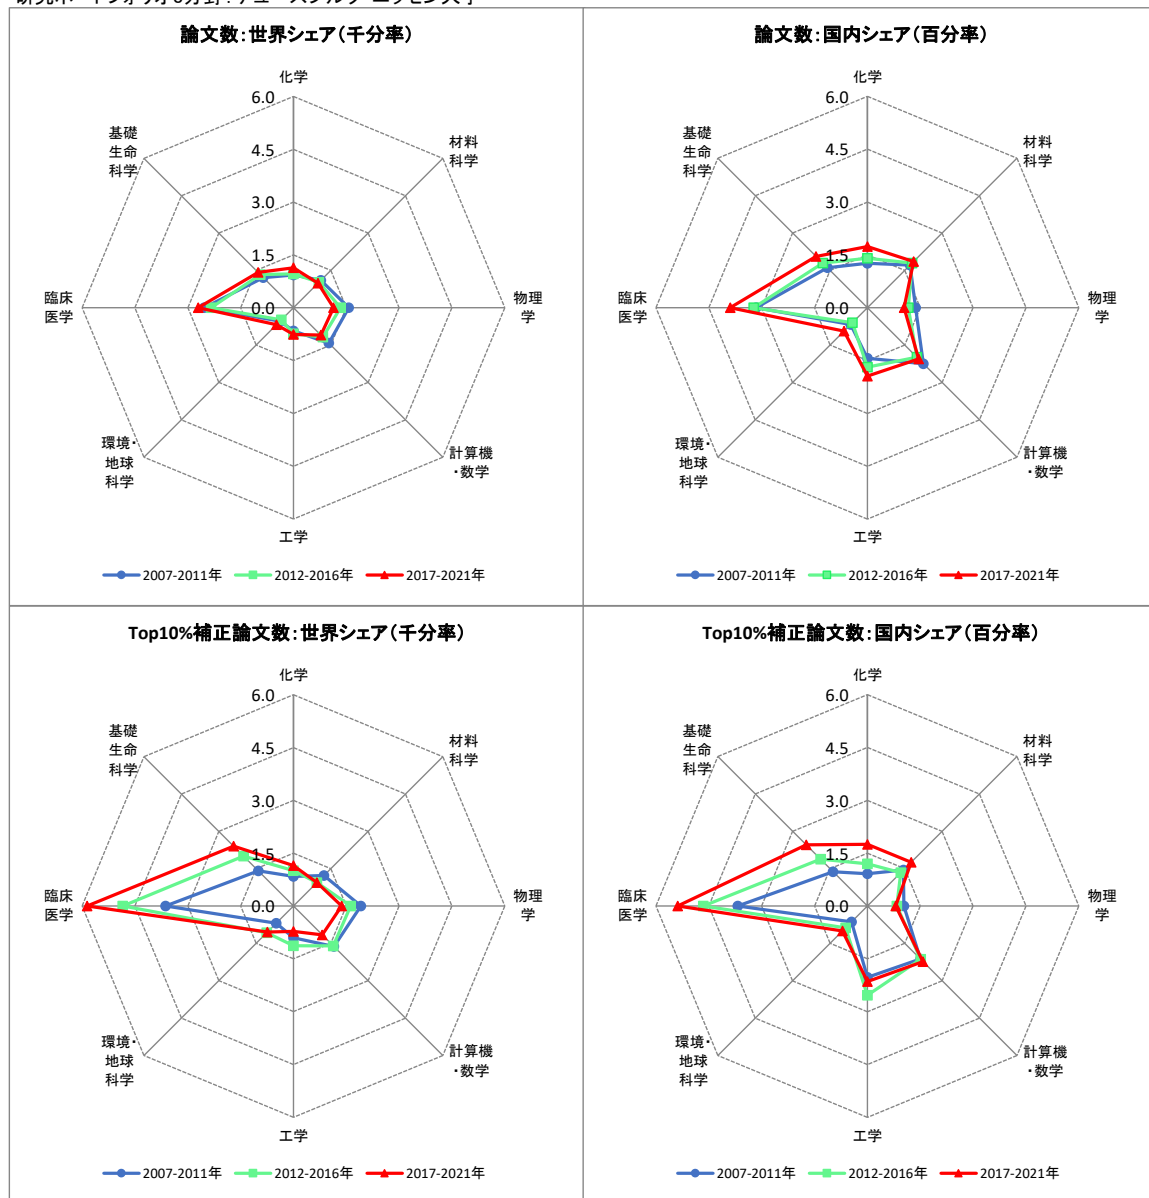 論文数：世界シェア（千分率）
化学
材料
科学
物理
学
計算機
・数学
工学
環境・
地球
科学
臨床
医学
基礎
生命
科学
6.0
4.5
3.0
1.5
0.0
2007-2011年 2012-2016年 2017-2021年
論文数：国内シェア（百分率）
化学
材料
科学
物理
学
計算機
・数学
工学
環境・
地球
科学
臨床
医学
基礎
生命
科学
6.0
4.5
3.0
1.5
0.0
2007-2011年 2012-2016年 2017-2021年
Top10%補正論文数：世界シェア（千分率）
化学
材料
科学
物理
学
計算機
・数学
工学
環境・
地球
科学
臨床
医学
基礎
生命
科学
6.0
4.5
3.0
1.5
0.0
2007-2011年 2012-2016年 2017-2021年
Top10%補正論文数：国内シェア（百分率）
化学
材料
科学
物理
学
計算機
・数学
工学
環境・
地球
科学
臨床
医学
基礎
生命
科学
6.0
4.5
3.0
1.5
0.0
2007-2011年 2012-2016年 2017-2021年